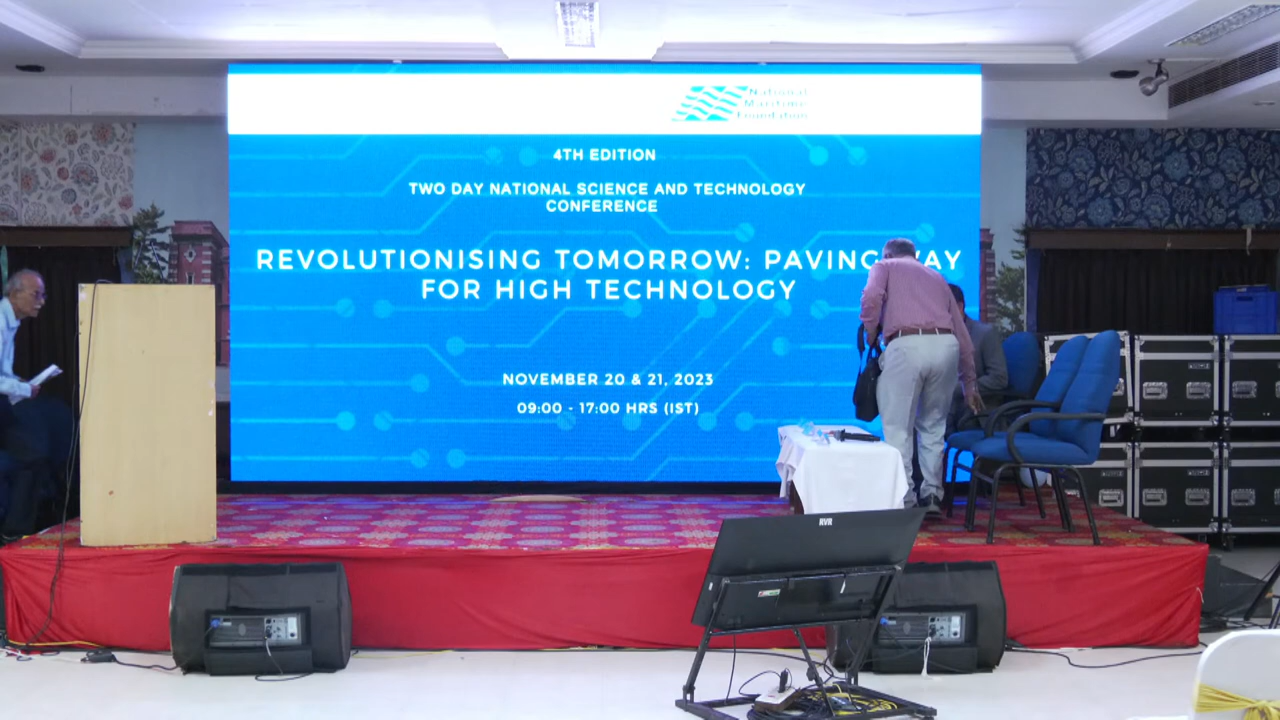 National
Maritime
Foundation
4TH EDITION
TWO DAY NATIONAL SCIENCE AND TECHNOLOGY
CONFERENCE
REVOLUTIONISING TOMORROW: PAVING WAY
FOR HIGH TECHNOLOGY
NOVEMBER 20 & 21, 2023
09:00 - 17:00 HRS (IST)
RVR